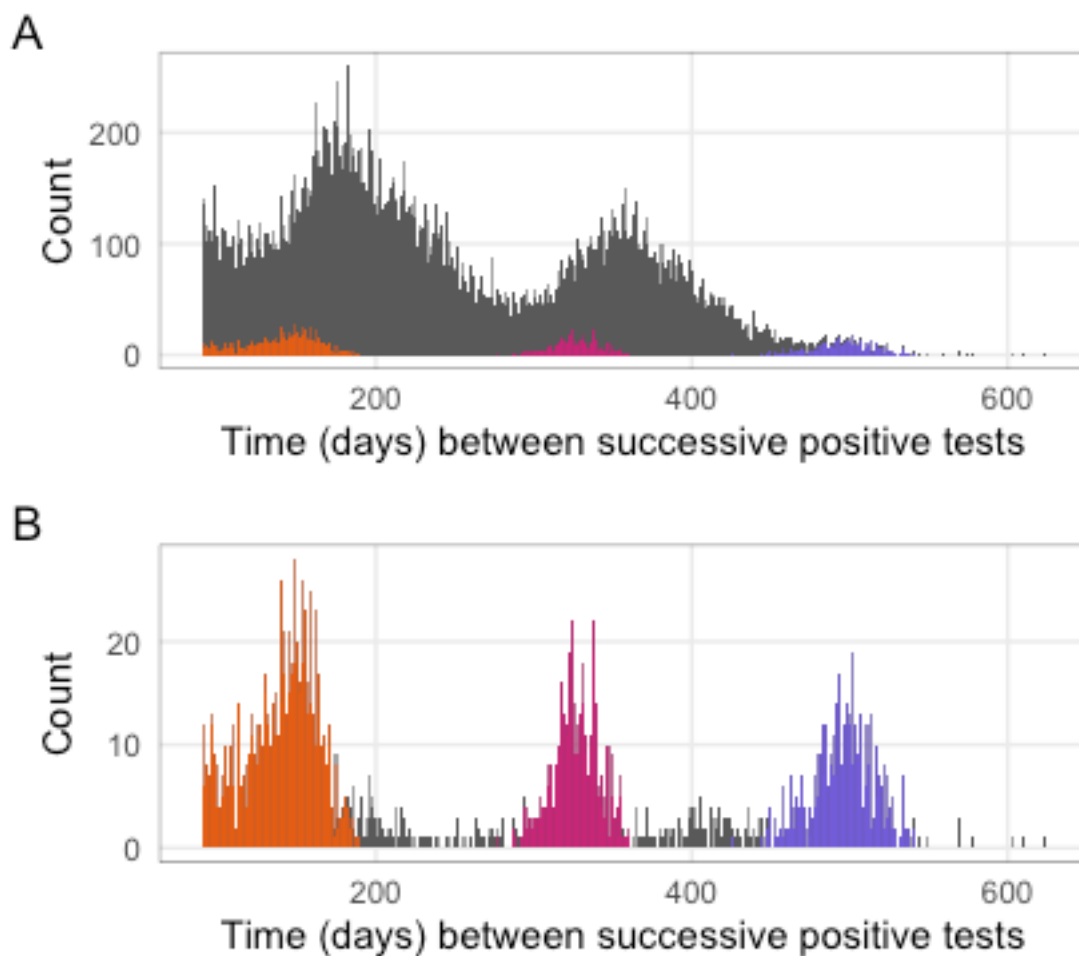 A
Count
200
100
0
200 400 600
Time (days) between successive positive tests
B
Count
20
10
0
200 400 600
Time (days) between successive positive tests